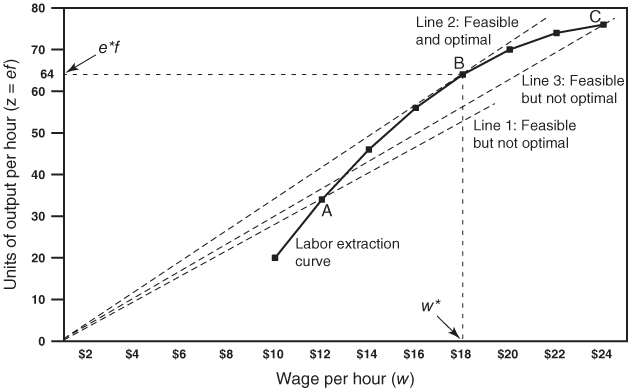 80
70
64
60
50
40
30
20
10
0
Units of output per hour (z = ef)
e*f
Line 2: Feasible
and optimal
C
B
Line 3: Feasible
but not optimal
Line 1: Feasible
but not optimal
A
Labor extraction
curve
w*
$2 $4 $6 $8 $10 $12 $14 $16 $18 $20 $22 $24
Wage per hour (w)